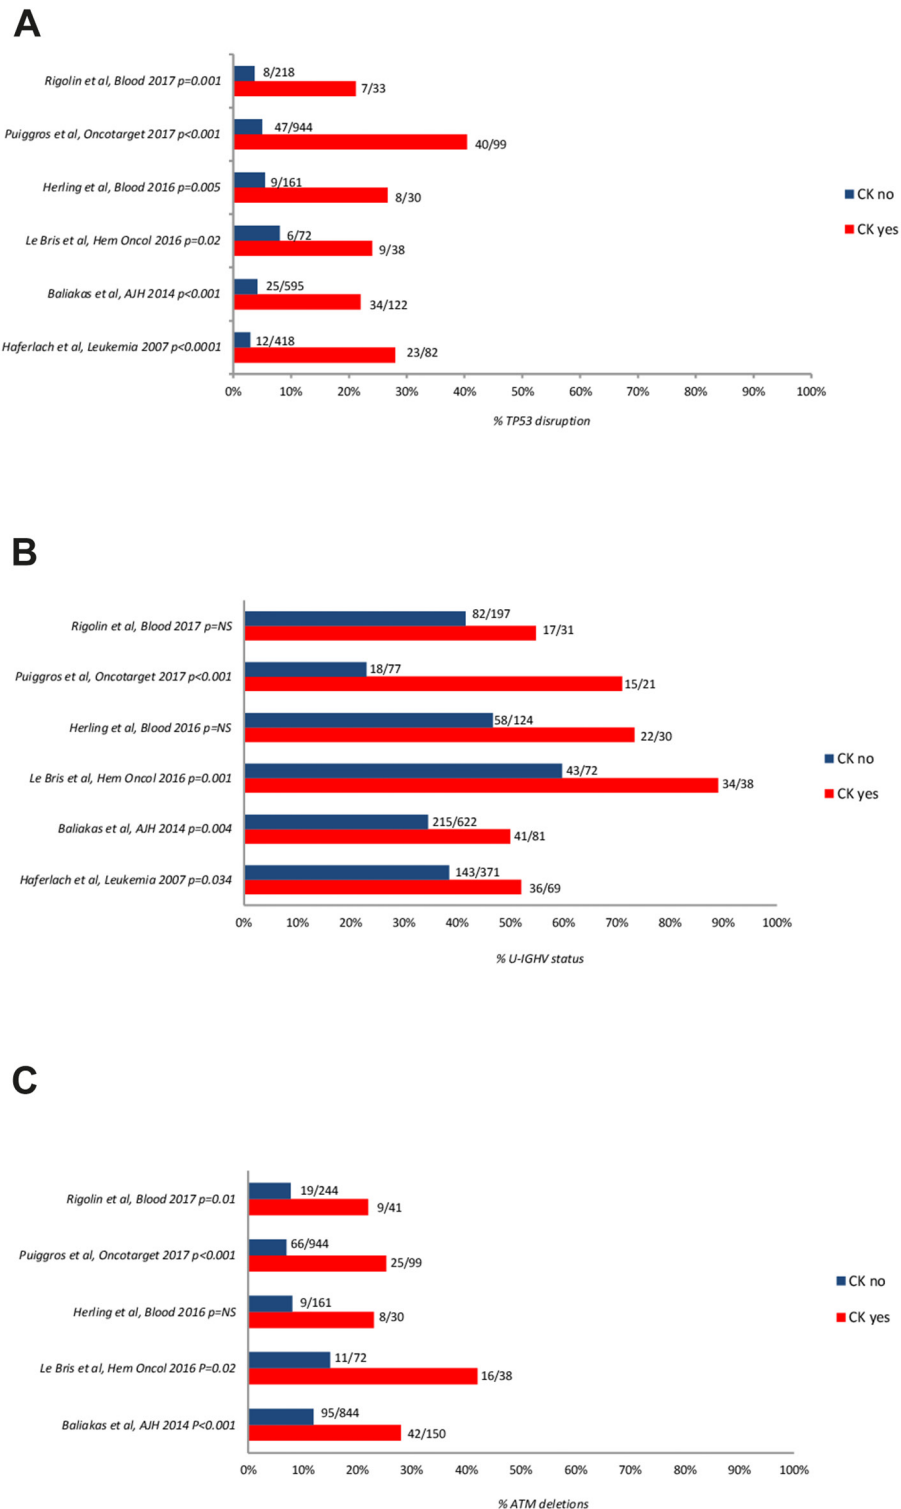 A
Rigolin et al, Blood 2017 p=0.001
8/218
7/33
Puiggros et al, Oncotarget 2017 p<0.001
47/944
40/99
Herling et al, Blood 2016 p=0.005
9/161
8/30
Le Bris et al, Hem Oncol 2016 p=0.02
6/72
9/38
Baliakas et al, AJH 2014 p<0.001
25/595
34/122
Haferlach et al, Leukemia 2007 p<0.0001
12/418
23/82
CK no
CK yes
0% 10% 20% 30% 40% 50% 60% 70% 80% 90% 100%
% TP53 disruption
B
Rigolin et al, Blood 2017 p=NS
82/197
17/31
Puiggros et al, Oncotarget 2017 p<0.001
18/77
15/21
Herling et al, Blood 2016 p=NS
58/124
22/30
Le Bris et al, Hem Oncol 2016 p=0.001
43/72
34/38
Baliakas et al, AJH 2014 p=0.004
215/622
41/81
Haferlach et al, Leukemia 2007 p=0.034
143/371
36/69
CK no
CK yes
0% 10% 20% 30% 40% 50% 60% 70% 80% 90% 100%
% U-IGHV status
C
Rigolin et al, Blood 2017 p=0.01
19/244
9/41
Puiggros et al, Oncotarget 2017 p<0.001
66/944
25/99
Herling et al, Blood 2016 p=NS
9/161
8/30
Le Bris et al, Hem Oncol 2016 P=0.02
11/72
16/38
Baliakas et al, AJH 2014 P<0.001
95/844
42/150
CK no
CK yes
0% 10% 20% 30% 40% 50% 60% 70% 80% 90% 100%
% ATM deletions